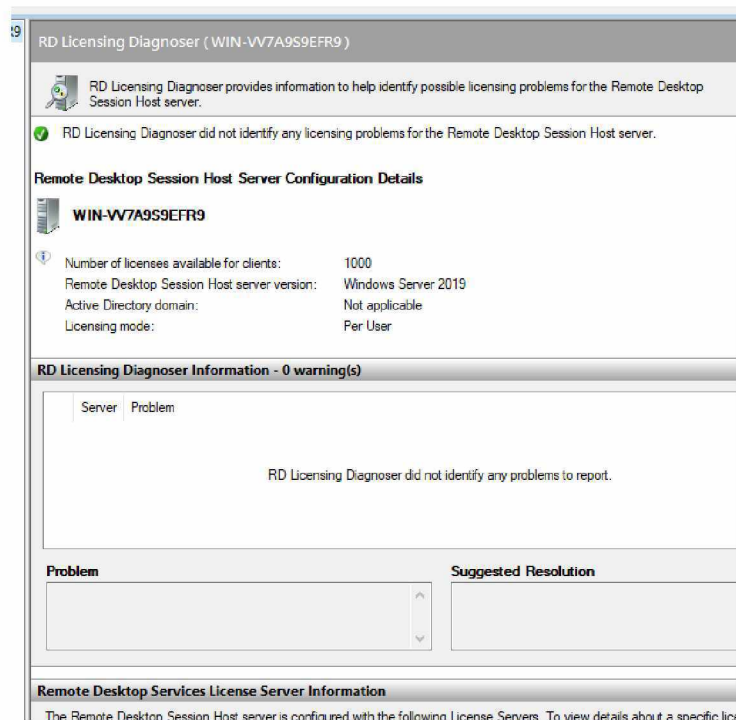 :9
RD Licensing Diagnoser ( WIN-VV7A9S9EFR9 )
RD Licensing Diagnoser provides information to help identify possible licensing problems for the Remote Desktop
Session Host server.
RD Licensing Diagnoser did not identify any licensing problems for the Remote Desktop Session Host server.
Remote Desktop Session Host Server Configuration Details
WIN-VV7A9S9EFR9
Number of licenses available for clients: 1000
Remote Desktop Session Host server version: Windows Server 2019
Active Directory domain: Not applicable
Licensing mode: Per User
RD Licensing Diagnoser Information - 0 warning(s)
Server Problem
RD Licensing Diagnoser did not identify any problems to report.
Problem Suggested Resolution
Remote Desktop Services License Server Information
The Remote Desktop Session Host server is configured with the following License Servers. To view details about a specific lice